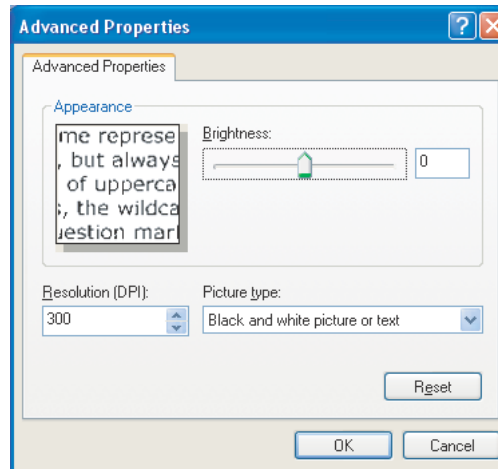 Advanced Properties
Advanced Properties
Appearance
me represe
, but always
of upperca
s, the wildca
uestion mark
Brightness:
0
Resolution (DPI):
300
Picture type:
Black and white picture or text
Reset
OK
Cancel